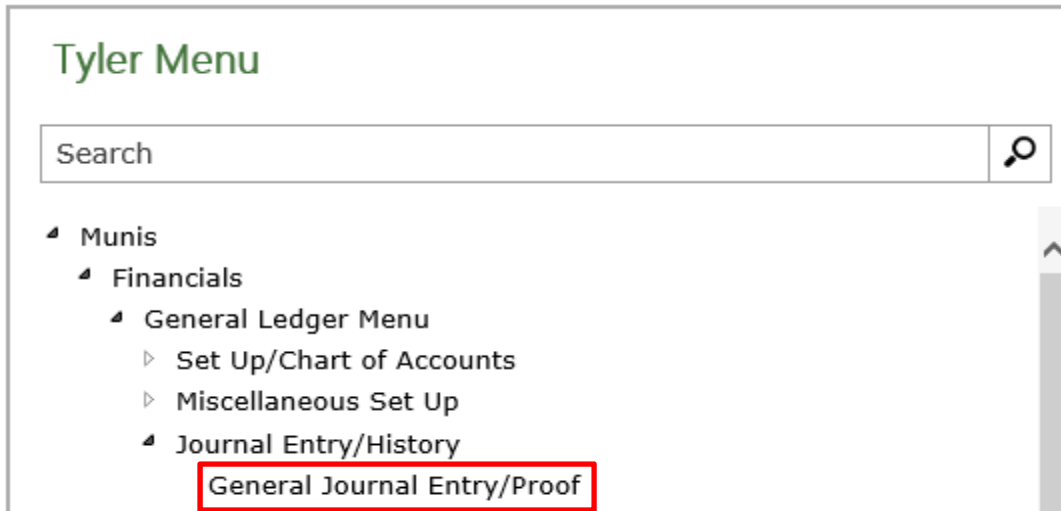 Tyler Menu
Search
Munis
Financials
General Ledger Menu
Set Up/Chart of Accounts
Miscellaneous Set Up
Journal Entry/History
General Journal Entry/Proof